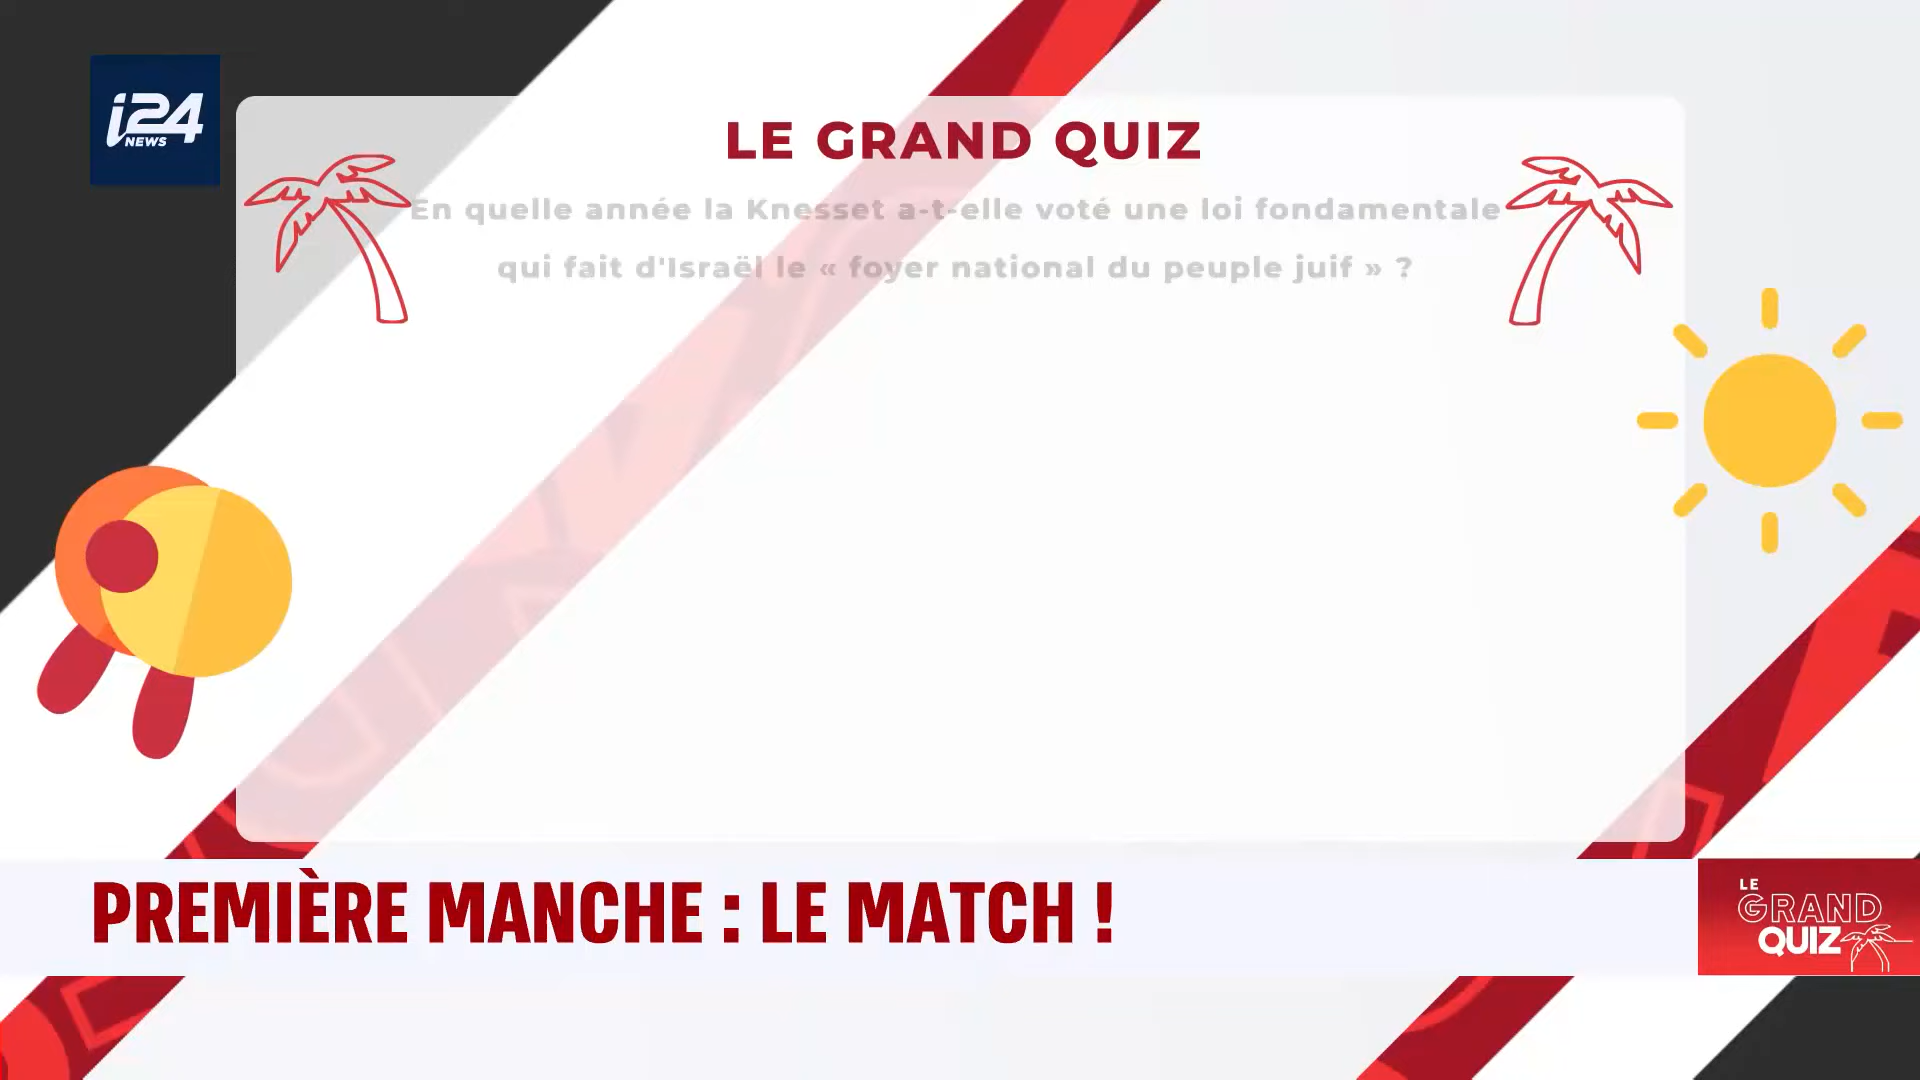 i24
NEWS
LE GRAND QUIZ
En quelle année la Knesset a-t-elle voté une loi fondamentale
qui fait d'Israël le « foyer national du peuple juif » ?
PREMIÈRE MANCHE : LE MATCH !
LE
GRAND
QUIZ